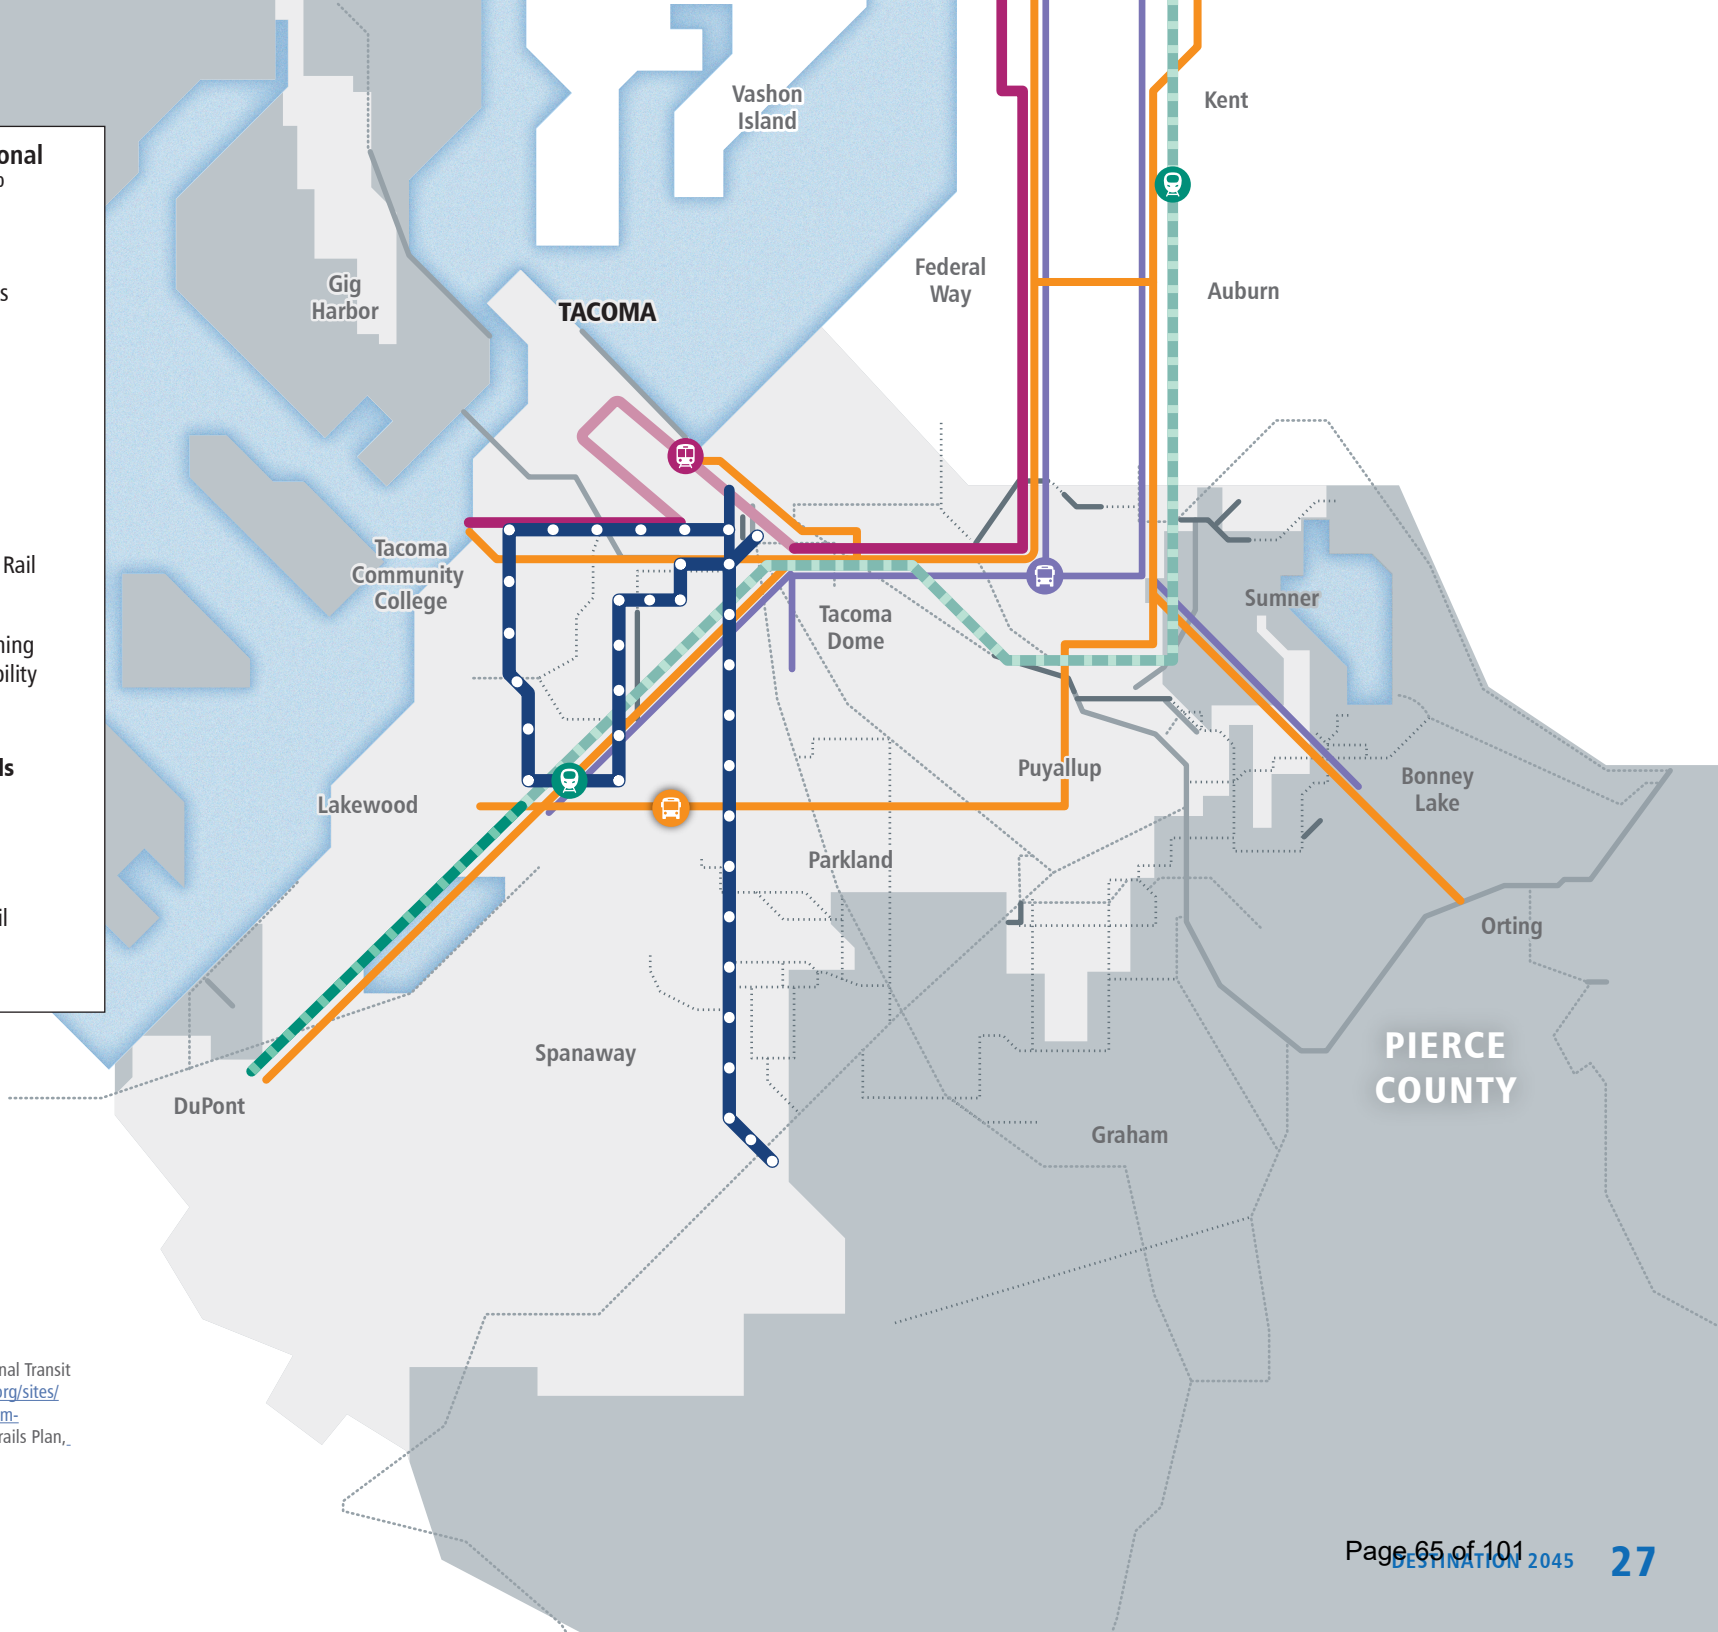 onal
s
Rail
ning
bility
ls
il
nal Transit
org/sites/
m-
rails Plan,
Vashon
Island
Kent
Gig
Harbor
TACOMA
Federal
Way
Auburn
Tacoma
Community
College
Tacoma
Dome
Sumner
Lakewood
Puyallup
Bonney
Lake
Parkland
Orting
Spanaway
PIERCE
COUNTY
DuPont
Graham
Page 65 of 101
DESTINATION 2045 27